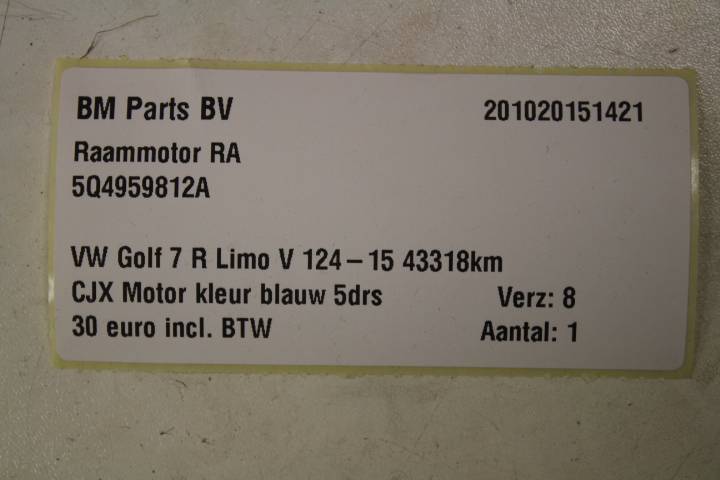 BM Parts BV 201020151421
Raammotor RA
5Q4959812A
VW Golf 7 R Limo V 124 – 15 43318km
CJX Motor kleur blauw 5drs Verz: 8
30 euro incl. BTW Aantal: 1